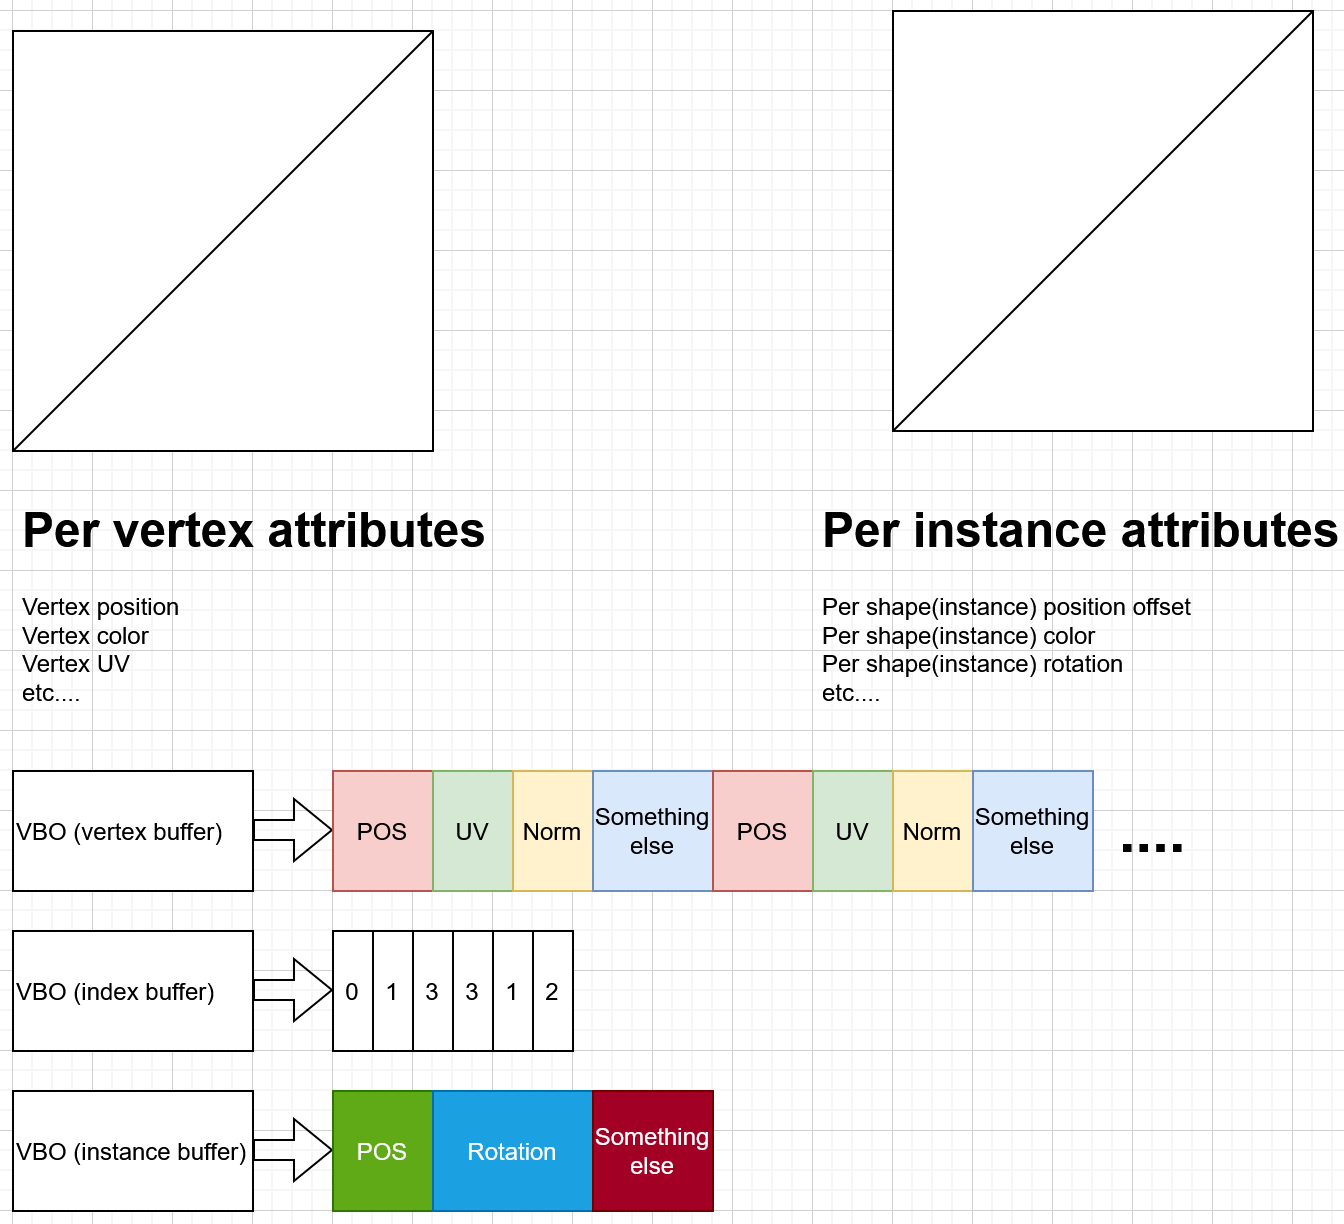 Per vertex attributes
Vertex position
Vertex color
Vertex UV
etc....
Per instance attributes
Per shape(instance) position offset
Per shape(instance) color
Per shape(instance) rotation
etc....
VBO (vertex buffer)
POS
UV
Norm
Something
else
POS
UV
Norm
Something
else
....
VBO (index buffer)
0
1
3
3
1
2
VBO (instance buffer)
POS
Rotation
Something
else